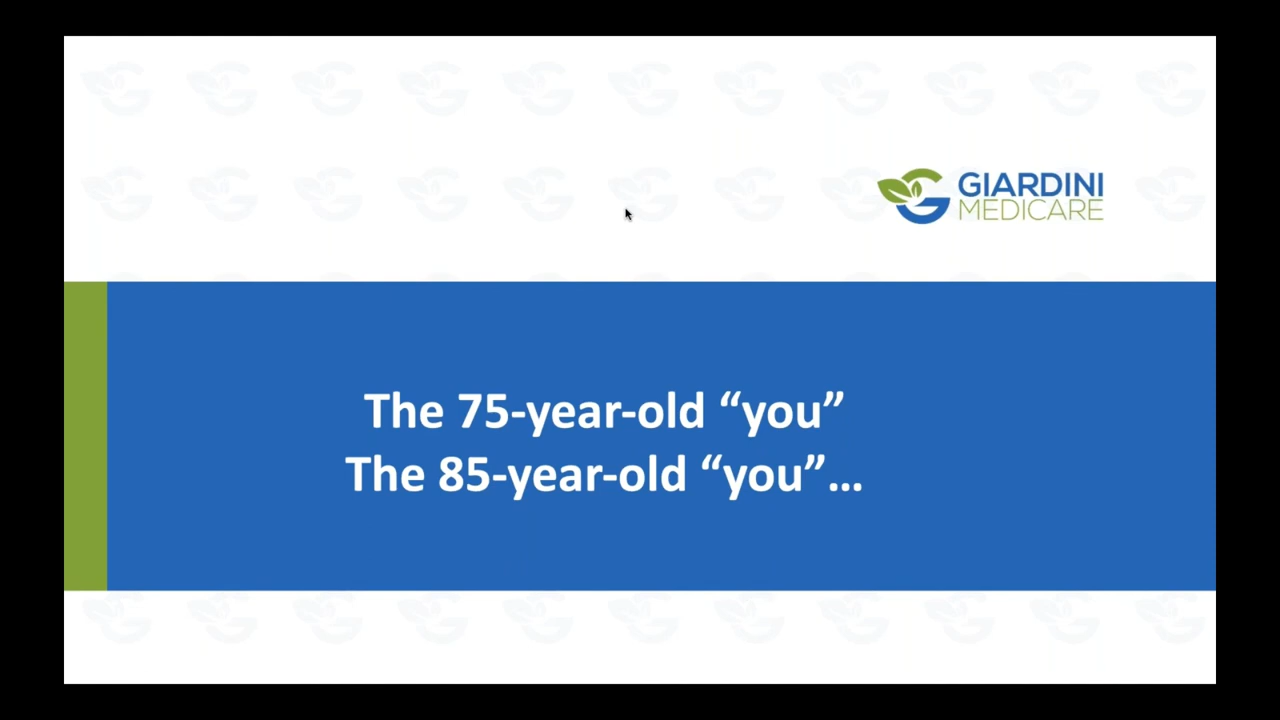 GIARDINI
MEDICARE
The 75-year-old “you”
The 85-year-old “you”...